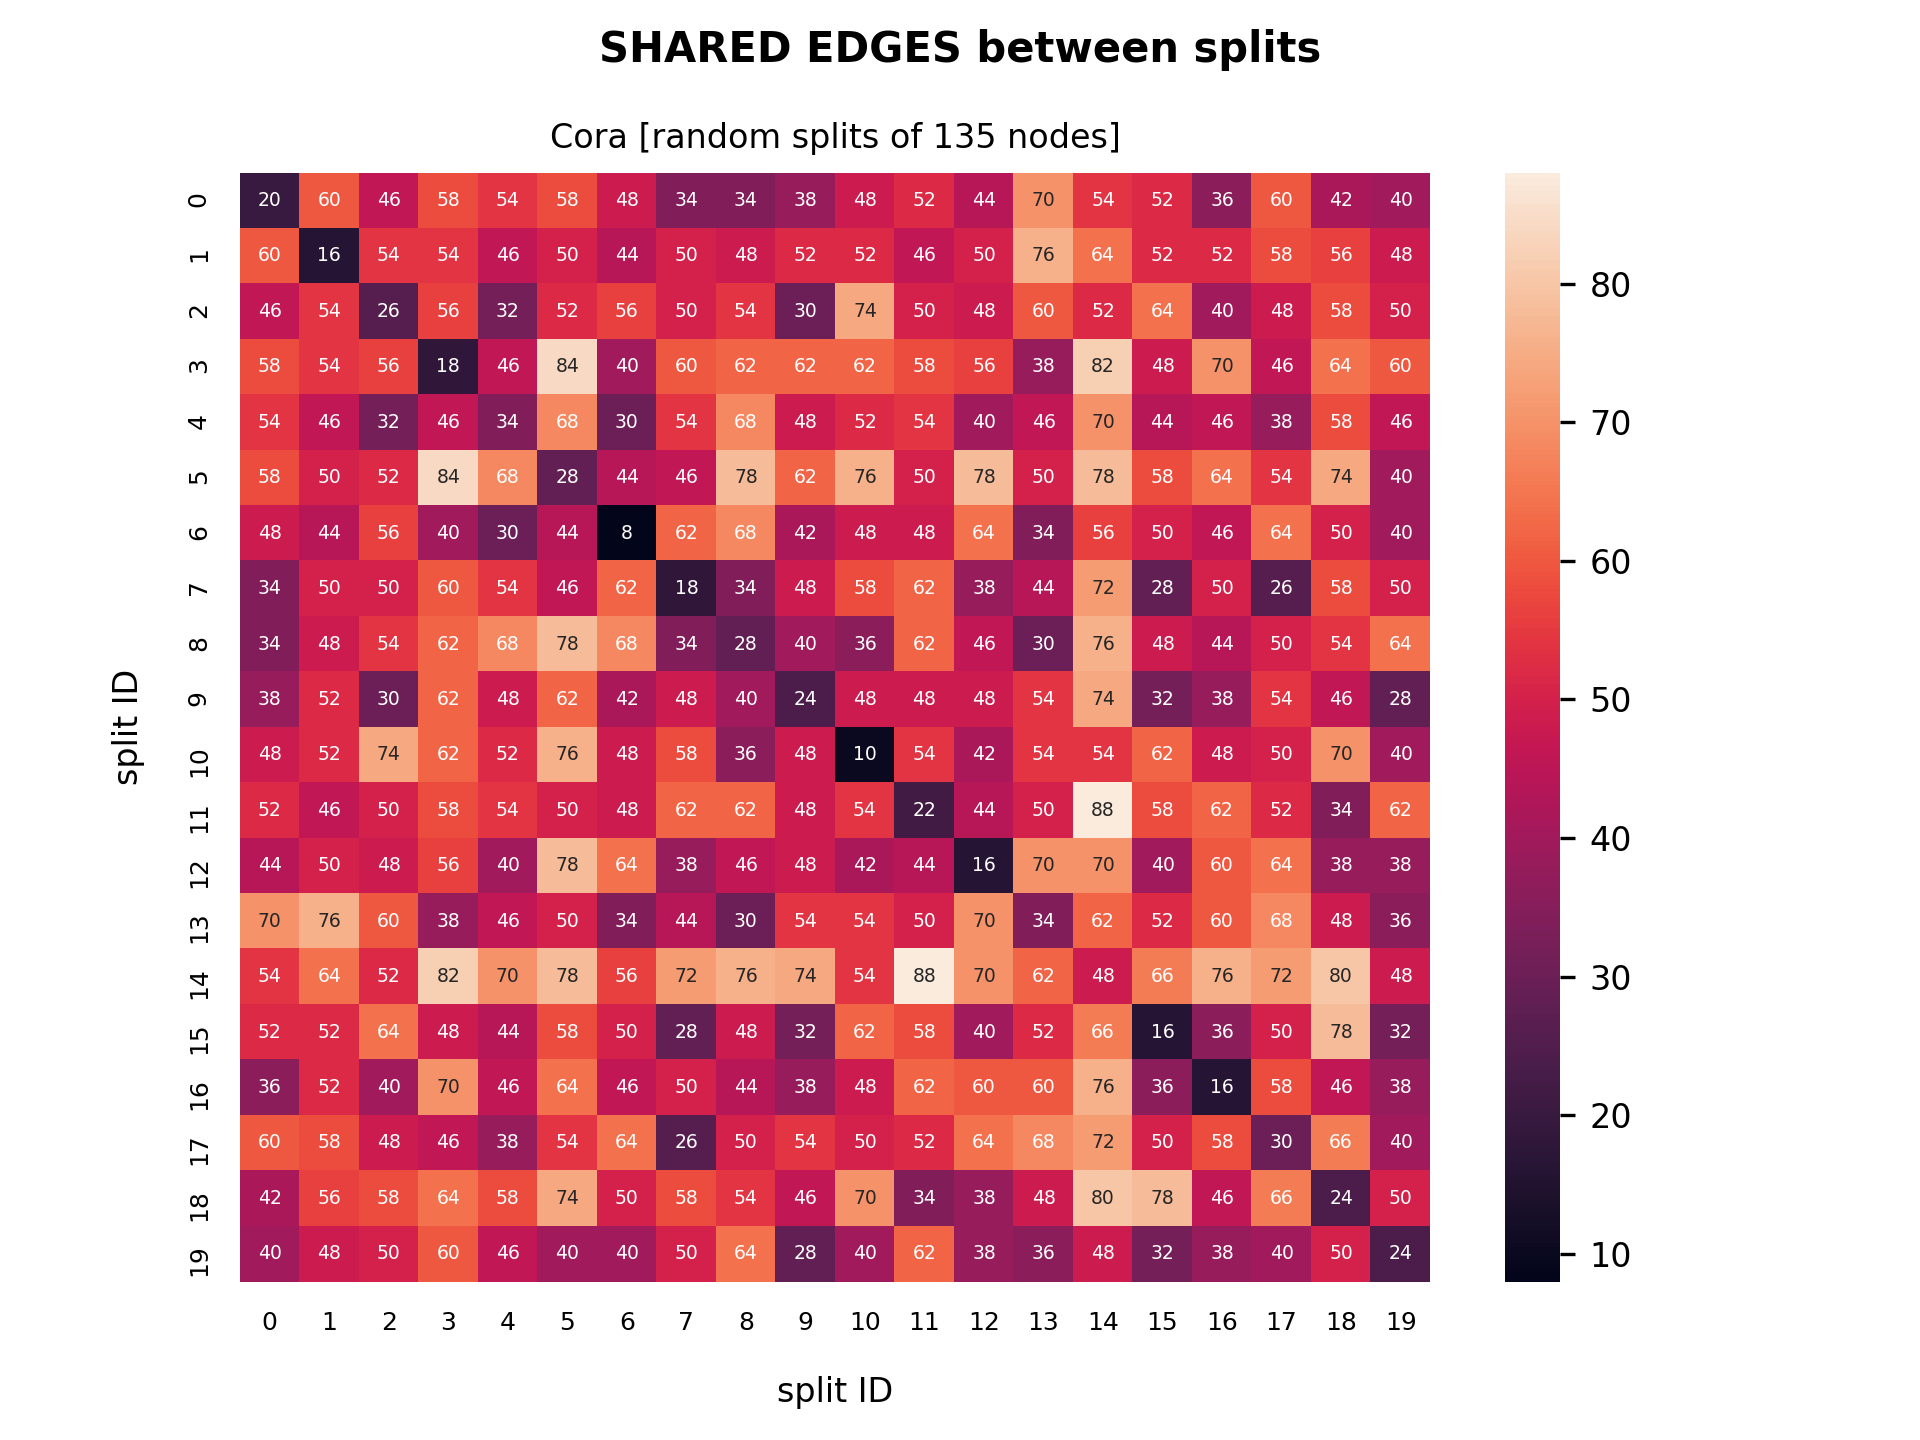 SHARED EDGES between splits
Cora [random splits of 135 nodes]
0 20 60 46 58 54 58 48 34 34 38 48 52 44 70 54 52 36 60 42 40
1 60 16 54 54 46 50 44 50 48 52 52 46 50 76 64 52 52 58 56 48
2 46 54 26 56 32 52 56 50 54 30 74 50 48 60 52 64 40 48 58 50
80
3 58 54 56 18 46 84 40 60 62 62 62 58 56 38 82 48 70 46 64 60
4 54 46 32 46 34 68 30 54 68 48 52 54 40 46 70 44 46 38 58 46
70
5 58 50 52 84 68 28 44 46 78 62 76 50 78 50 78 58 64 54 74 40
6 48 44 56 40 30 44 8 62 68 42 48 48 64 34 56 50 46 64 50 40
60
7 34 50 50 60 54 46 62 18 34 48 58 62 38 44 72 28 50 26 58 50
8 34 48 54 62 68 78 68 34 28 40 36 62 46 30 76 48 44 50 54 64
9 38 52 30 62 48 62 42 48 40 24 48 48 48 54 74 32 38 54 46 28
50
split ID
10 48 52 74 62 52 76 48 58 36 48 10 54 42 54 54 62 48 50 70 40
11 52 46 50 58 54 50 48 62 62 48 54 22 44 50 88 58 62 52 34 62
40
12 44 50 48 56 40 78 64 38 46 48 42 44 16 70 70 40 60 64 38 38
13 70 76 60 38 46 50 34 44 30 54 54 50 70 34 62 52 60 68 48 36
30
14 54 64 52 82 70 78 56 72 76 74 54 88 70 62 48 66 76 72 80 48
15 52 52 64 48 44 58 50 28 48 32 62 58 40 52 66 16 36 50 78 32
16 36 52 40 70 46 64 46 50 44 38 48 62 60 60 76 36 16 58 46 38
20
17 60 58 48 46 38 54 64 26 50 54 50 52 64 68 72 50 58 30 66 40
18 42 56 58 64 58 74 50 58 54 46 70 34 38 48 80 78 46 66 24 50
19 40 48 50 60 46 40 40 50 64 28 40 62 38 36 48 32 38 40 50 24
10
0 1 2 3 4 5 6 7 8 9 10 11 12 13 14 15 16 17 18 19
split ID